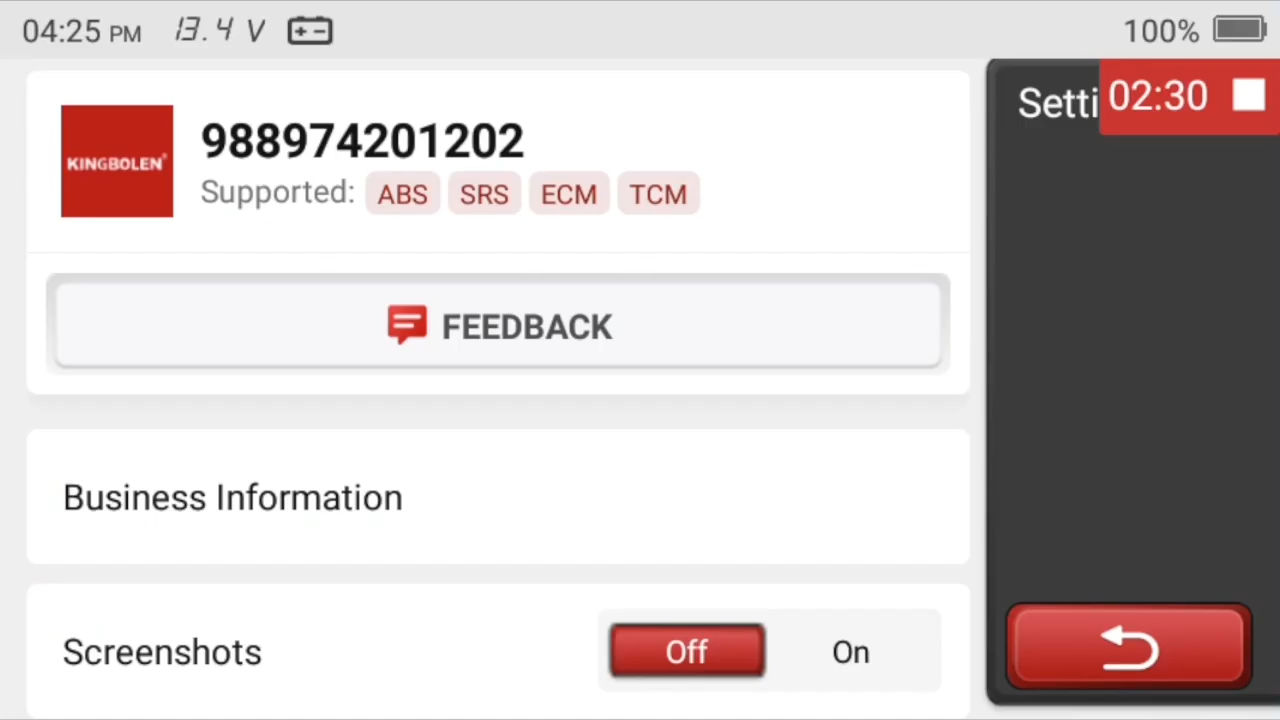 04:25 PM 13.4 V 100%
Setti 02:30
KINGBOLEN®
988974201202
Supported: ABS SRS ECM TCM
FEEDBACK
Business Information
Screenshots Off On